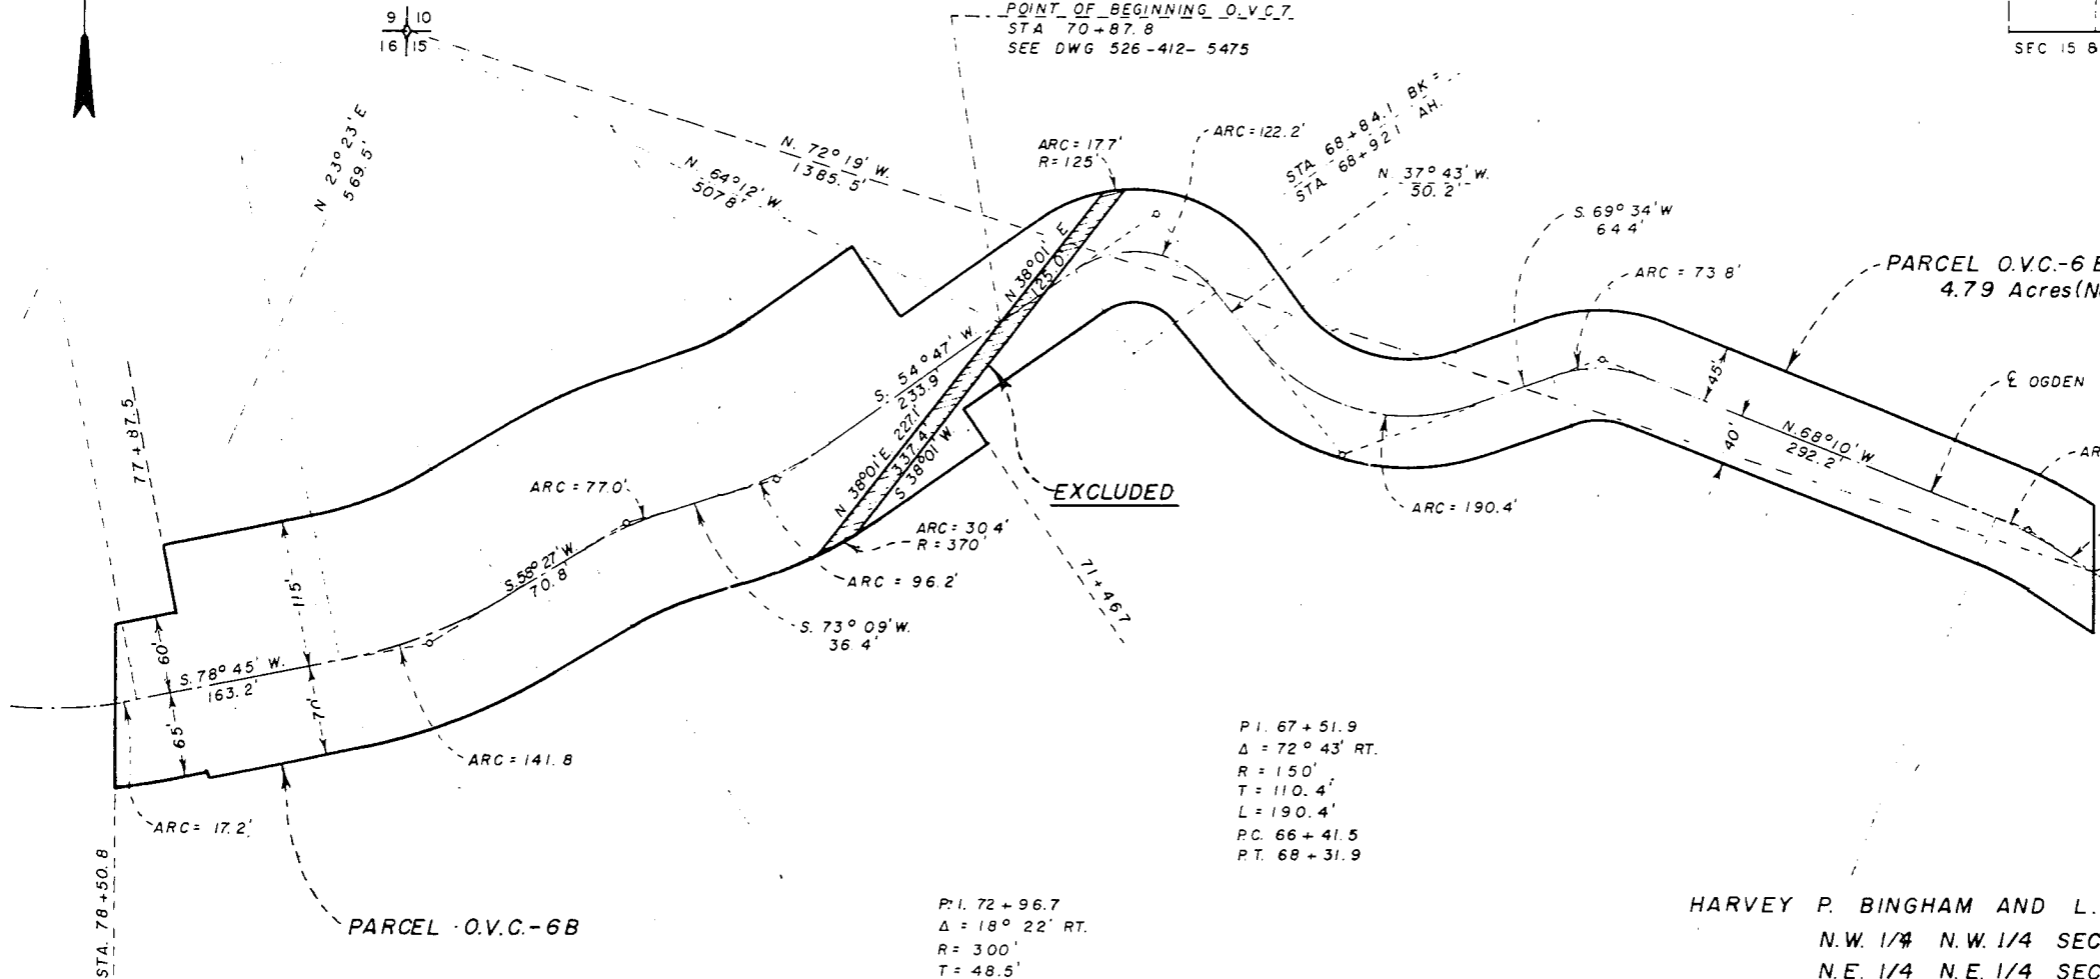 9 10
16 15
POINT OF BEGINNING O.V.C.7
STA 70+87.8
SEE DWG 526-412-5475
SEC 15 &
N 23° 23' E
569.5'
N. 72° 19' W.
1385.5'
N. 64° 12' W.
507.8'
ARC = 17.7'
R = 125'
ARC = 122.2'
STA. 68+84.1 BK =
STA 68+92.1 AH.
N. 37° 43' W.
50.2'
S. 69° 34' W
64.4'
ARC = 73.8'
PARCEL O.V.C.-6B
4.79 Acres
45'
40'
℄ OGDEN
N. 68° 10' W
292.2'
N 38° 01' E
125.0'
S. 54° 47' W.
233.9'
N 38° 01' E. 227.1'
337.4'
S 38° 01' W.
EXCLUDED
ARC = 190.4'
77+87.5
ARC = 77.0'
ARC = 30.4'
R = 370'
ARC = 96.2'
71+46.7
S. 58° 27' W.
70.8'
S. 73° 09' W.
36.4'
115'
60'
S. 78° 45' W.
163.2'
65'
70'
ARC = 141.8
ARC = 17.2'
STA. 78+50.8
PARCEL O.V.C.-6B
P.I. 67 + 51.9
Δ = 72° 43' RT.
R = 150'
T = 110.4'
L = 190.4'
P.C. 66 + 41.5
P.T. 68 + 31.9
P.I. 72 + 96.7
Δ = 18° 22' RT.
R = 300'
T = 48.5'
HARVEY P. BINGHAM AND L.
N.W. 1/4 N.W. 1/4 SEC
N.E. 1/4 N.E. 1/4 SEC